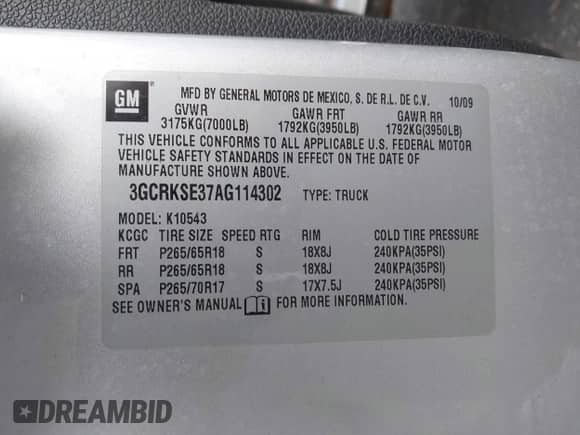 GM
MFD BY GENERAL MOTORS DE MEXICO, S. DE R.L. DE C.V. 10/09
GVWR GAWR FRT GAWR RR
3175KG(7000LB) 1792KG(3950LB) 1792KG(3950LB)
THIS VEHICLE CONFORMS TO ALL APPLICABLE U.S. FEDERAL MOTOR
VEHICLE SAFETY STANDARDS IN EFFECT ON THE DATE OF
MANUFACTURE SHOWN ABOVE.
3GCRKSE37AG114302 TYPE: TRUCK
MODEL: K10543
KCGC TIRE SIZE SPEED RTG RIM COLD TIRE PRESSURE
FRT P265/65R18 S 18X8J 240KPA(35PSI)
RR P265/65R18 S 18X8J 240KPA(35PSI)
SPA P265/70R17 S 17X7.5J 240KPA(35PSI)
SEE OWNER'S MANUAL FOR MORE INFORMATION.
DREAMBID